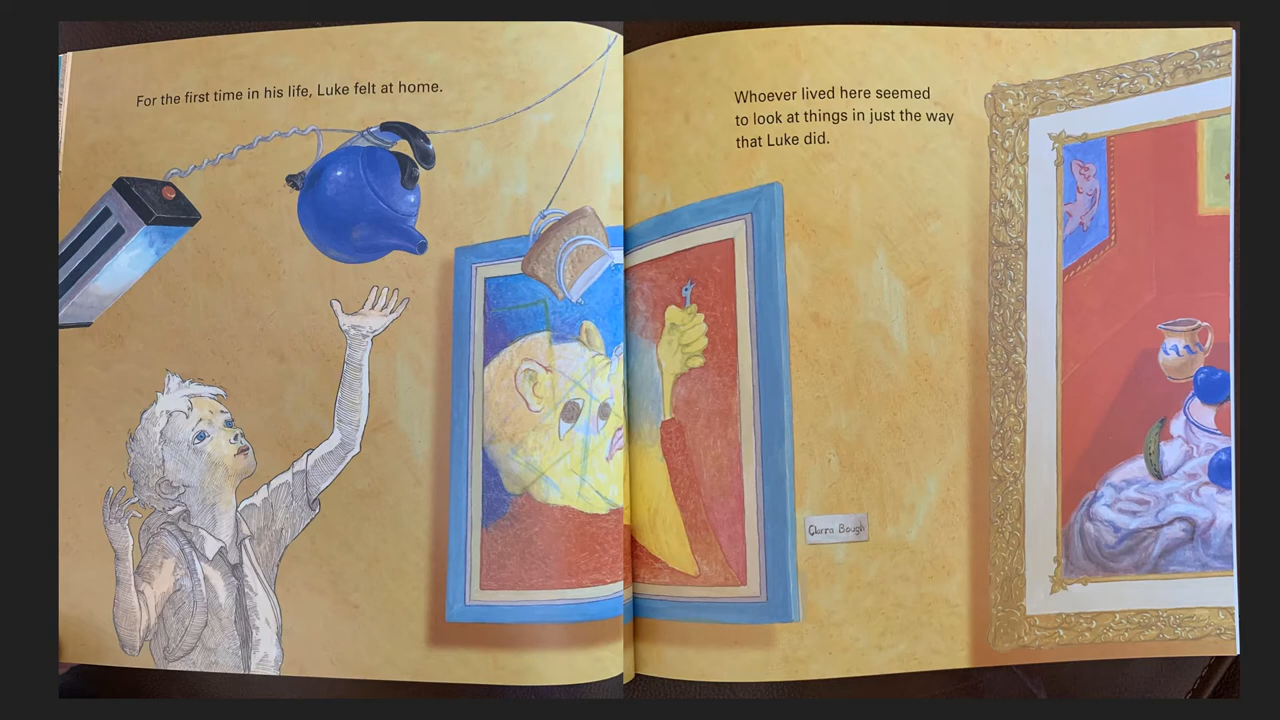 For the first time in his life, Luke felt at home.
Whoever lived here seemed
to look at things in just the way
that Luke did.
Clarra Bough